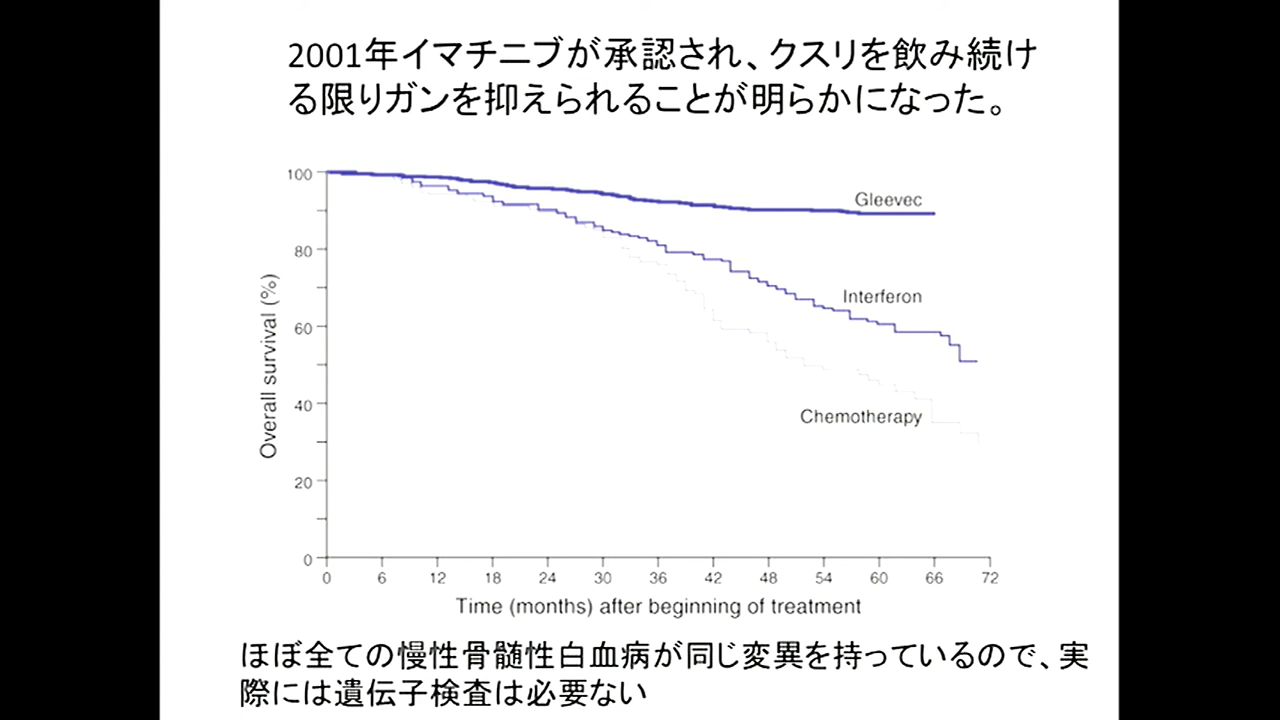 2001年イマチニブが承認され、クスリを飲み続け
る限りガンを抑えられることが明らかになった。
100
80
60
40
20
0
Overall survival (%)
Gleevec
Interferon
Chemotherapy
0 6 12 18 24 30 36 42 48 54 60 66 72
Time (months) after beginning of treatment
ほぼ全ての慢性骨髄性白血病が同じ変異を持っているので、実
際には遺伝子検査は必要ない